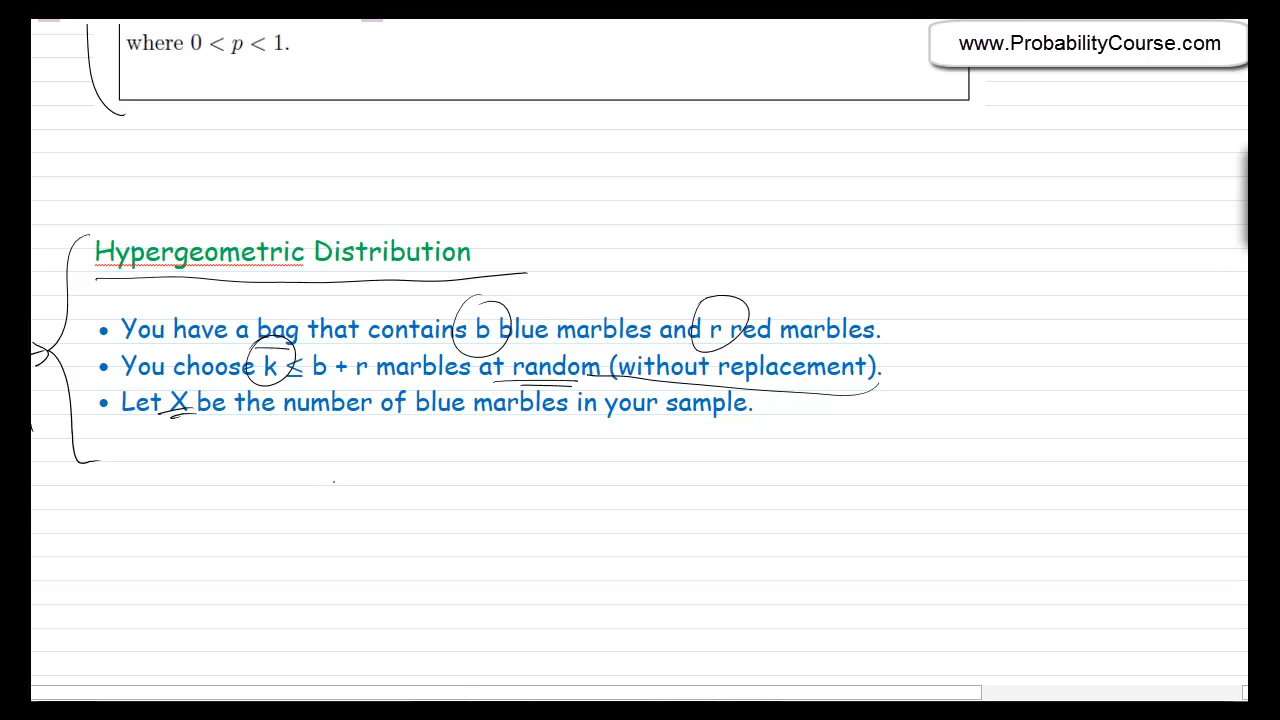 where 0 < p < 1.
www.ProbabilityCourse.com
Hypergeometric Distribution
• You have a bag that contains b blue marbles and r red marbles.
• You choose k ≤ b + r marbles at random (without replacement).
• Let X be the number of blue marbles in your sample.